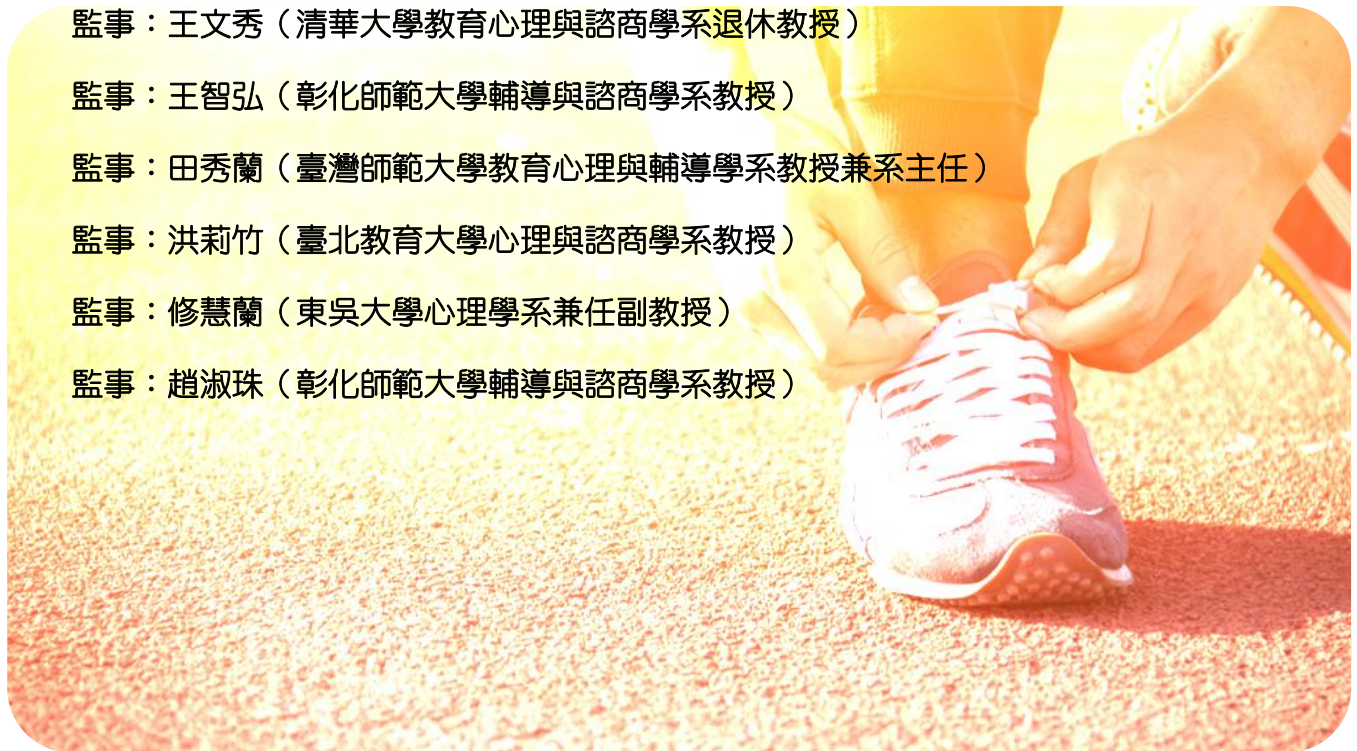 監事：王文秀（清華大學教育心理與諮商學系退休教授）
監事：王智弘（彰化師範大學輔導與諮商學系教授）
監事：田秀蘭（臺灣師範大學教育心理與輔導學系教授兼系主任）
監事：洪莉竹（臺北教育大學心理與諮商學系教授）
監事：修慧蘭（東吳大學心理學系兼任副教授）
監事：趙淑珠（彰化師範大學輔導與諮商學系教授）